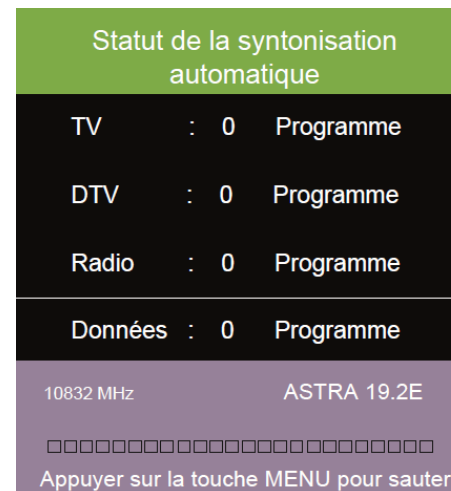 Statut de la syntonisation
automatique
TV : 0 Programme
DTV : 0 Programme
Radio : 0 Programme
Données : 0 Programme
10832 MHz ASTRA 19.2E
Appuyer sur la touche MENU pour sauter